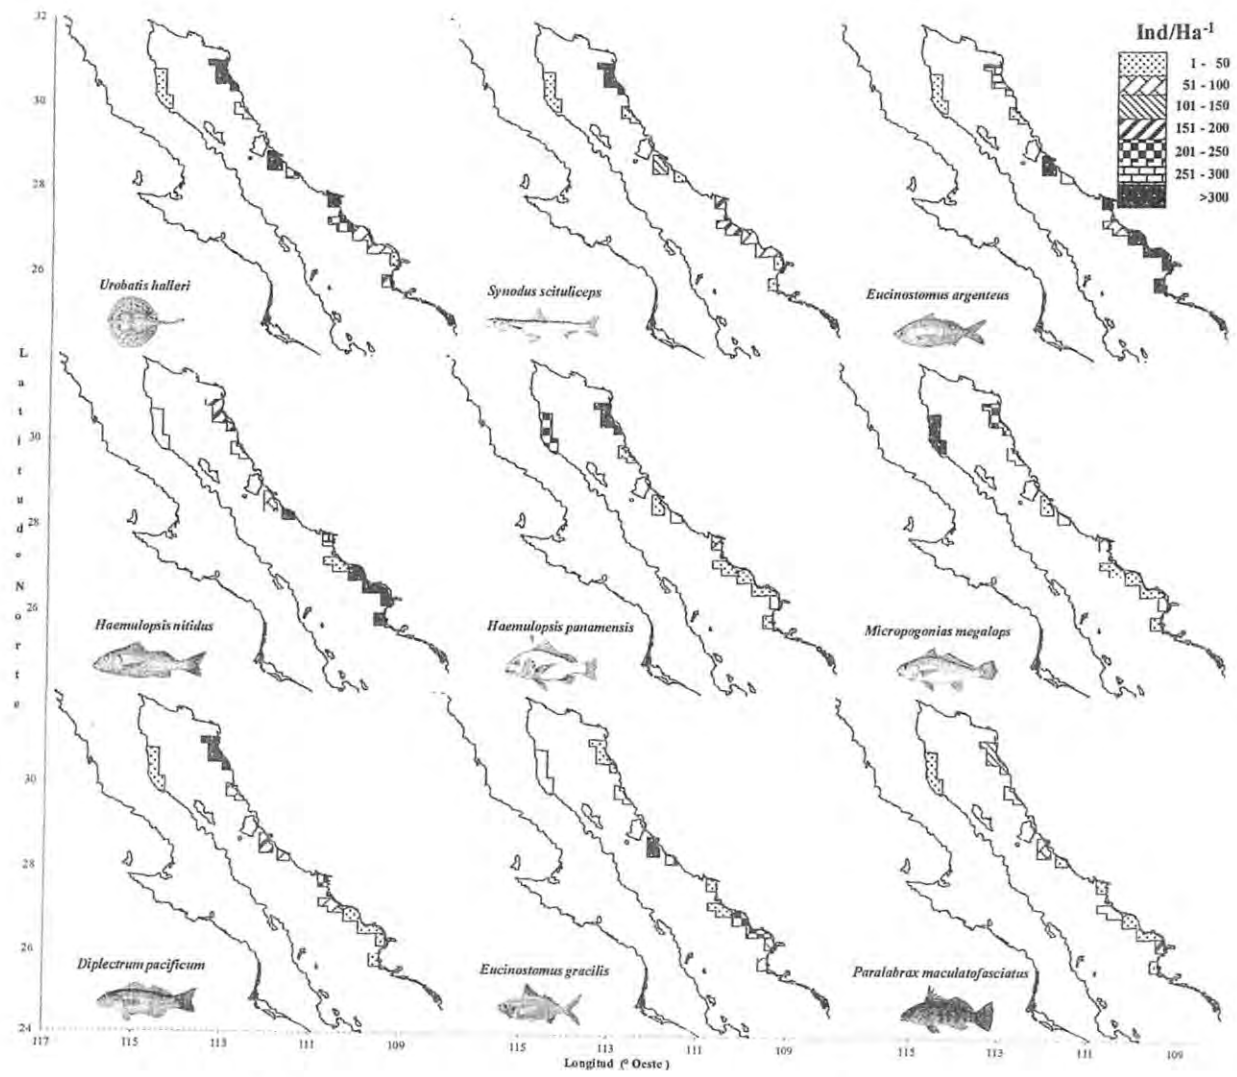 32
30
28
26
Ind/Ha-1
1 - 50
51 - 100
101 - 150
151 - 200
201 - 250
251 - 300
>300
Urobatis halleri
Synodus scituliceps
Eucinostomus argenteus
Latitude Norte
30
28
26
Haemulopsis nitidus
Haemulopsis panamensis
Micropogonias megalops
30
28
26
24
Diplectrum pacificum
Eucinostomus gracilis
Paralabrax maculatofasciatus
117 115 113 111 109 115 113 111 109 115 113 111 109
Longitud (° Oeste)